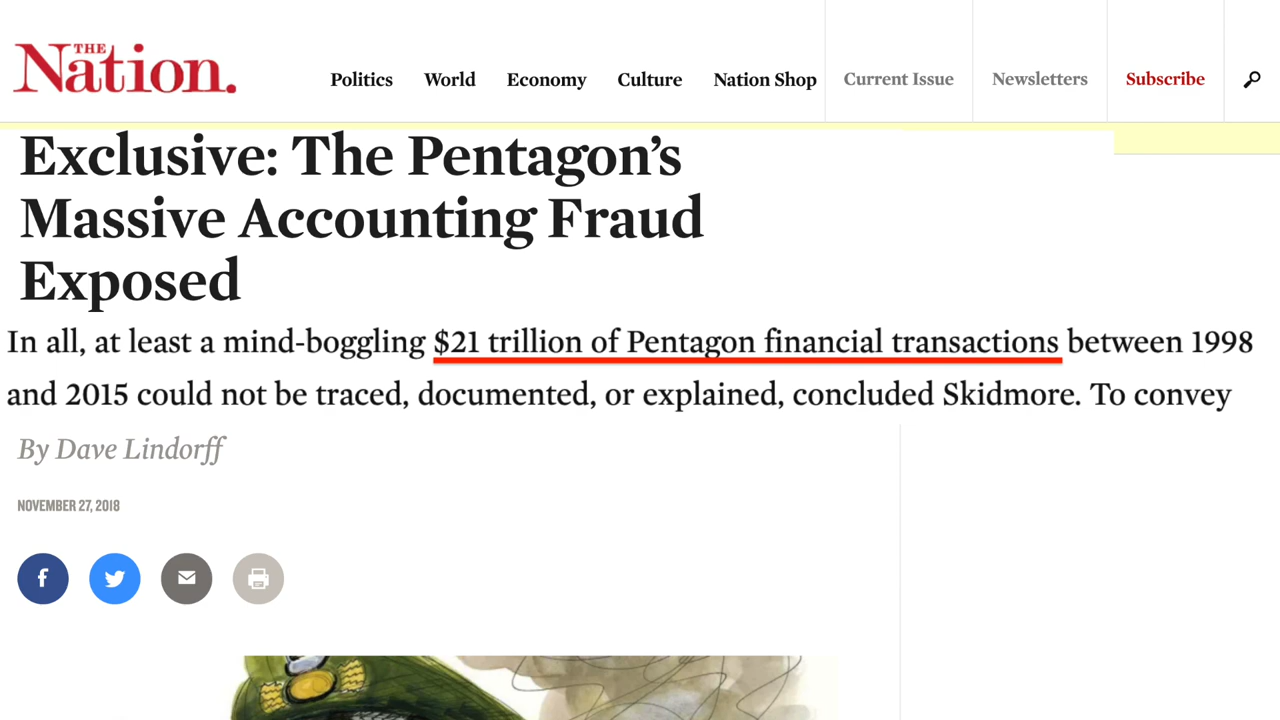 THE
Nation.
Politics World Economy Culture Nation Shop Current Issue Newsletters Subscribe
Exclusive: The Pentagon’s
Massive Accounting Fraud
Exposed
In all, at least a mind-boggling $21 trillion of Pentagon financial transactions between 1998
and 2015 could not be traced, documented, or explained, concluded Skidmore. To convey
By Dave Lindorff
NOVEMBER 27, 2018
f